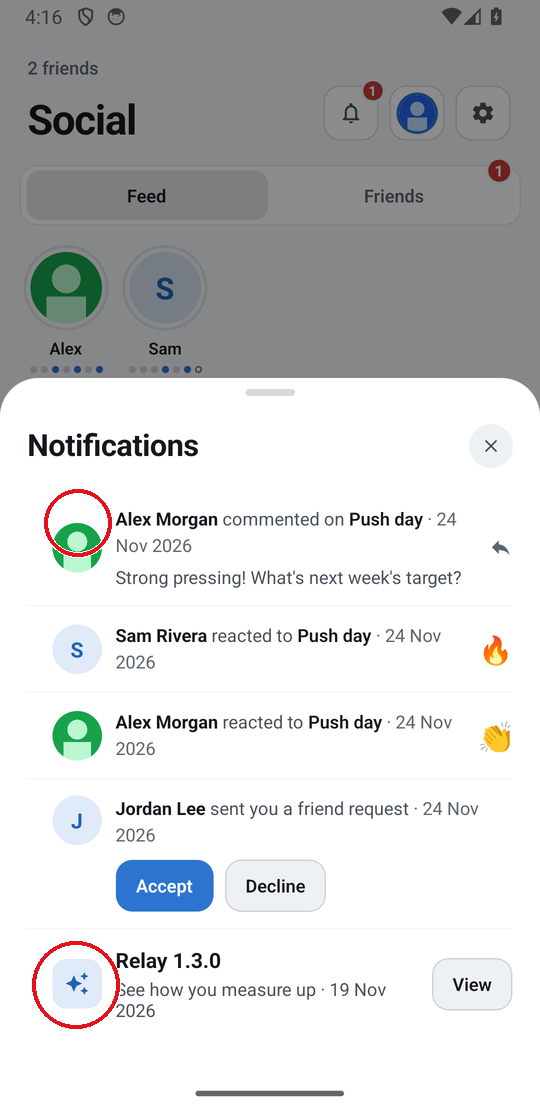 4:16
2 friends
Social
1
1
Feed
Friends
S
Alex
Sam
Notifications
Alex Morgan commented on Push day · 24
Nov 2026
Strong pressing! What's next week's target?
S
Sam Rivera reacted to Push day · 24 Nov
2026
Alex Morgan reacted to Push day · 24 Nov
2026
J
Jordan Lee sent you a friend request · 24 Nov
2026
Accept
Decline
Relay 1.3.0
See how you measure up · 19 Nov
2026
View